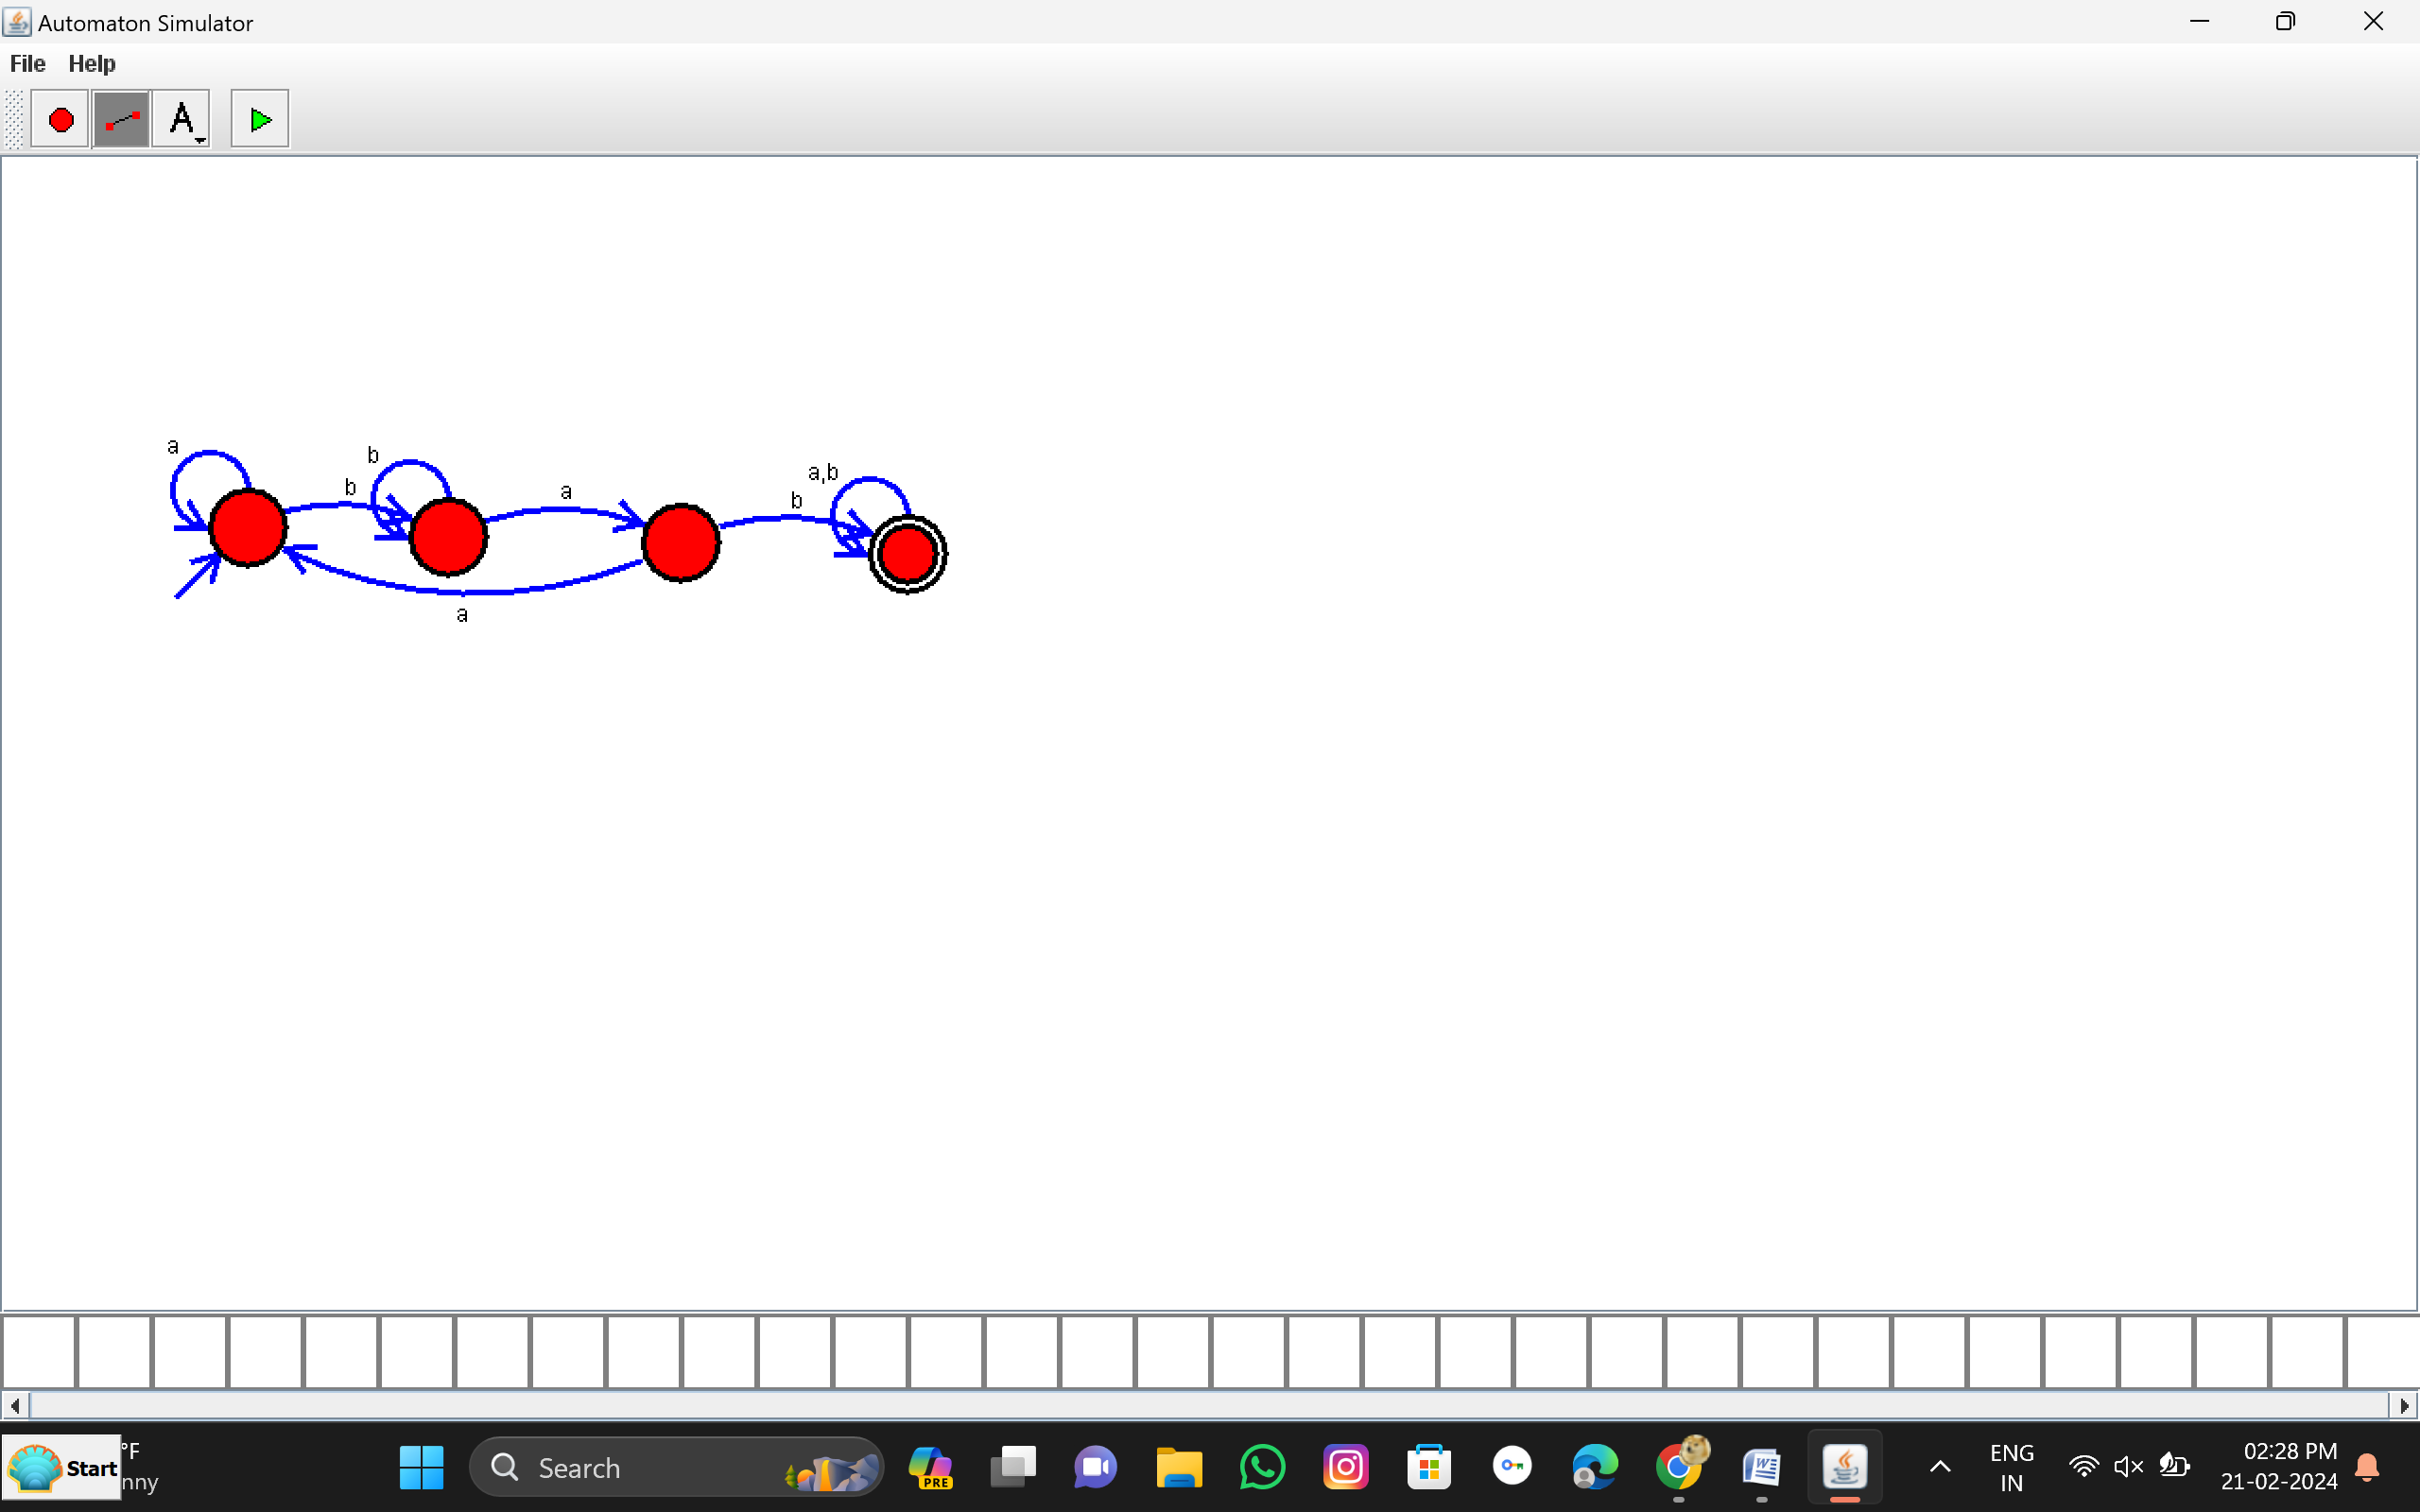 Automaton Simulator
File Help
A
a
b
b
a
a,b
b
a
Start
°F
nny
Search
PRE
ENG
IN
02:28 PM
21-02-2024